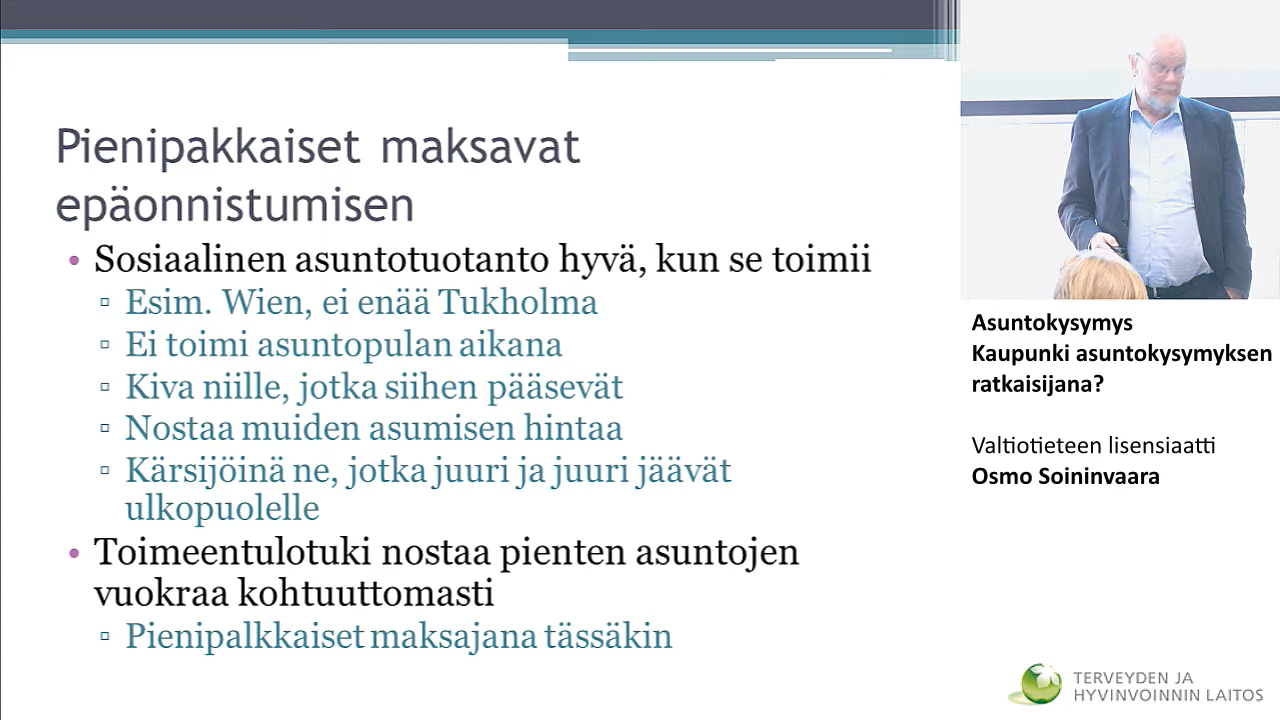 Pienipakkaiset maksavat
epäonnistumisen
• Sosiaalinen asuntotuotanto hyvä, kun se toimii
▫ Esim. Wien, ei enää Tukholma
▫ Ei toimi asuntopulan aikana
▫ Kiva niille, jotka siihen pääsevät
▫ Nostaa muiden asumisen hintaa
▫ Kärsijöinä ne, jotka juuri ja juuri jäävät
ulkopuolelle
• Toimeentulotuki nostaa pienten asuntojen
vuokraa kohtuuttomasti
▫ Pienipalkkaiset maksajana tässäkin
Asuntokysymys
Kaupunki asuntokysymyksen
ratkaisijana?
Valtiotieteen lisensiaatti
Osmo Soininvaara
TERVEYDEN JA
HYVINVOINNIN LAITOS